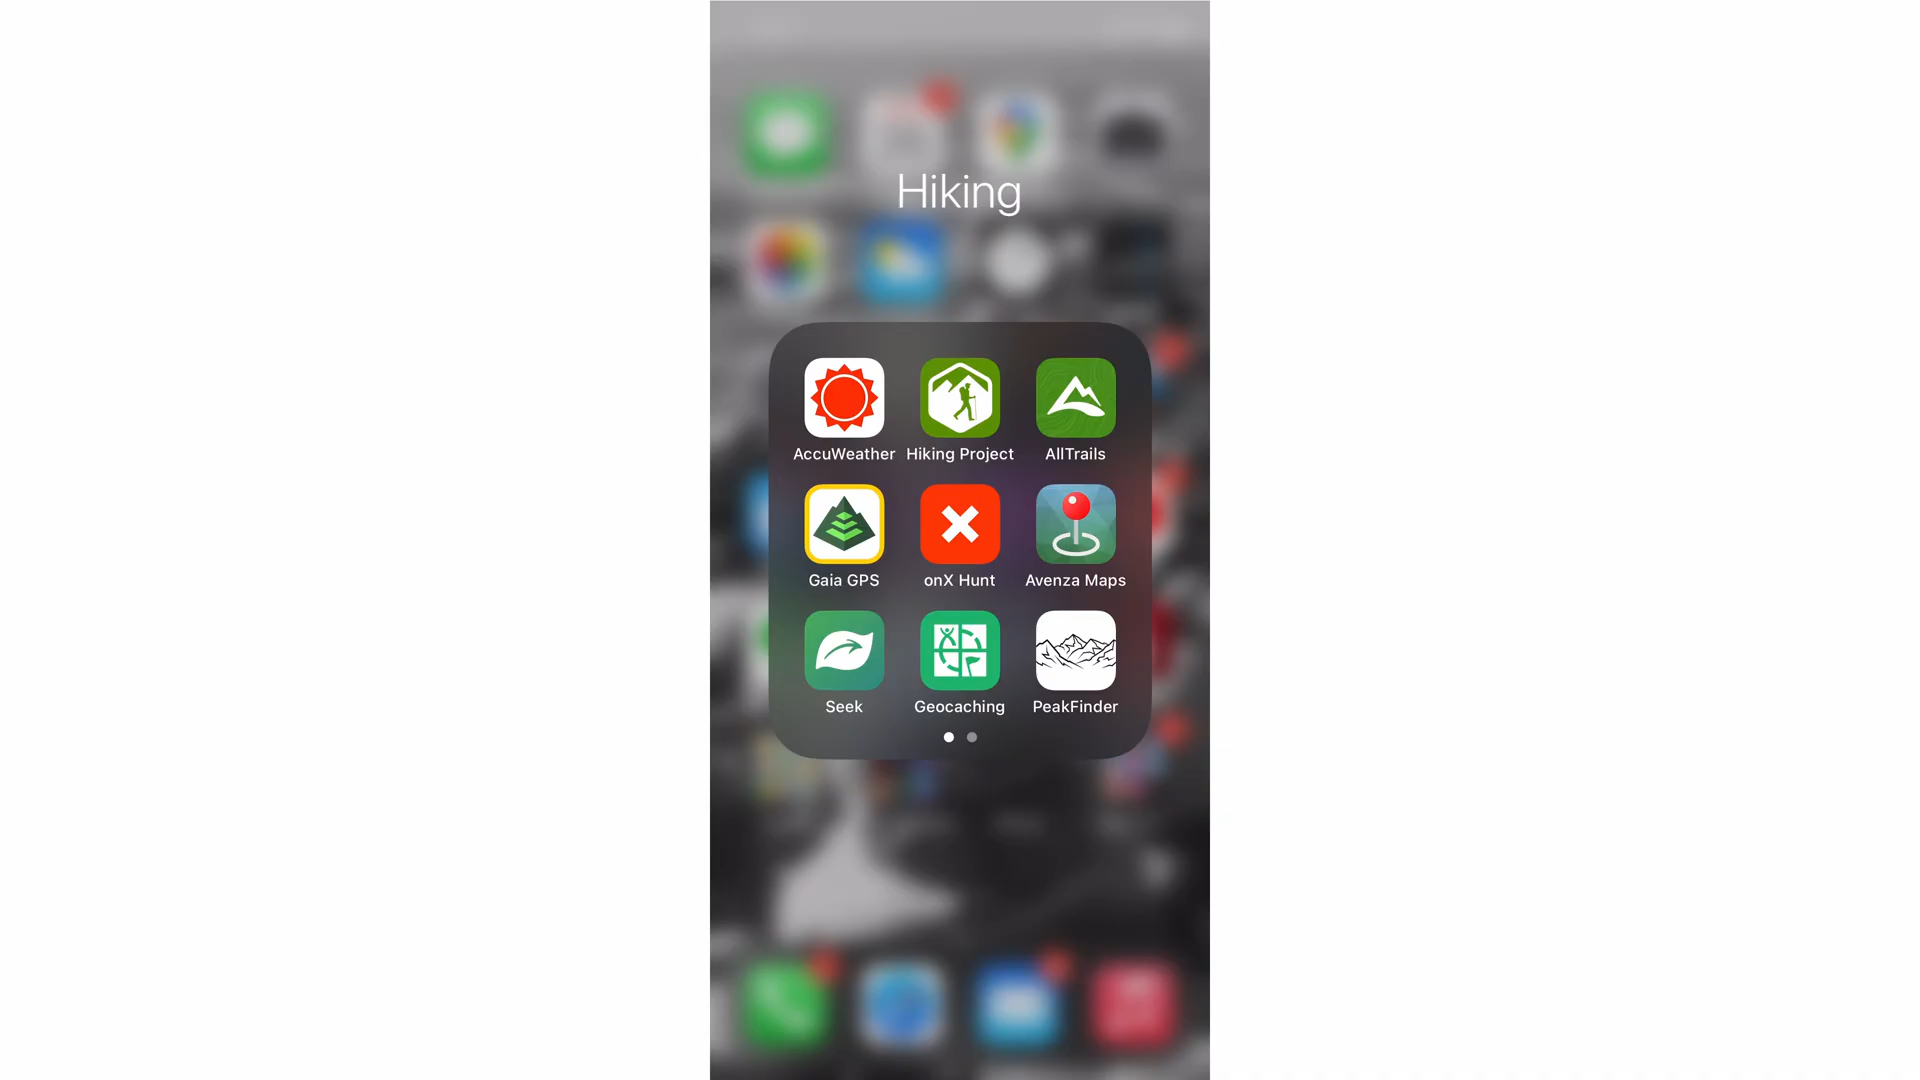 Hiking
AccuWeather Hiking Project AllTrails
Gaia GPS onX Hunt Avenza Maps
Seek Geocaching PeakFinder